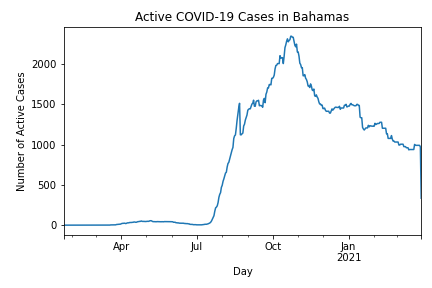 Active COVID-19 Cases in Bahamas
Number of Active Cases
2000
1500
1000
500
0
Apr
Jul
Oct
Jan
2021
Day